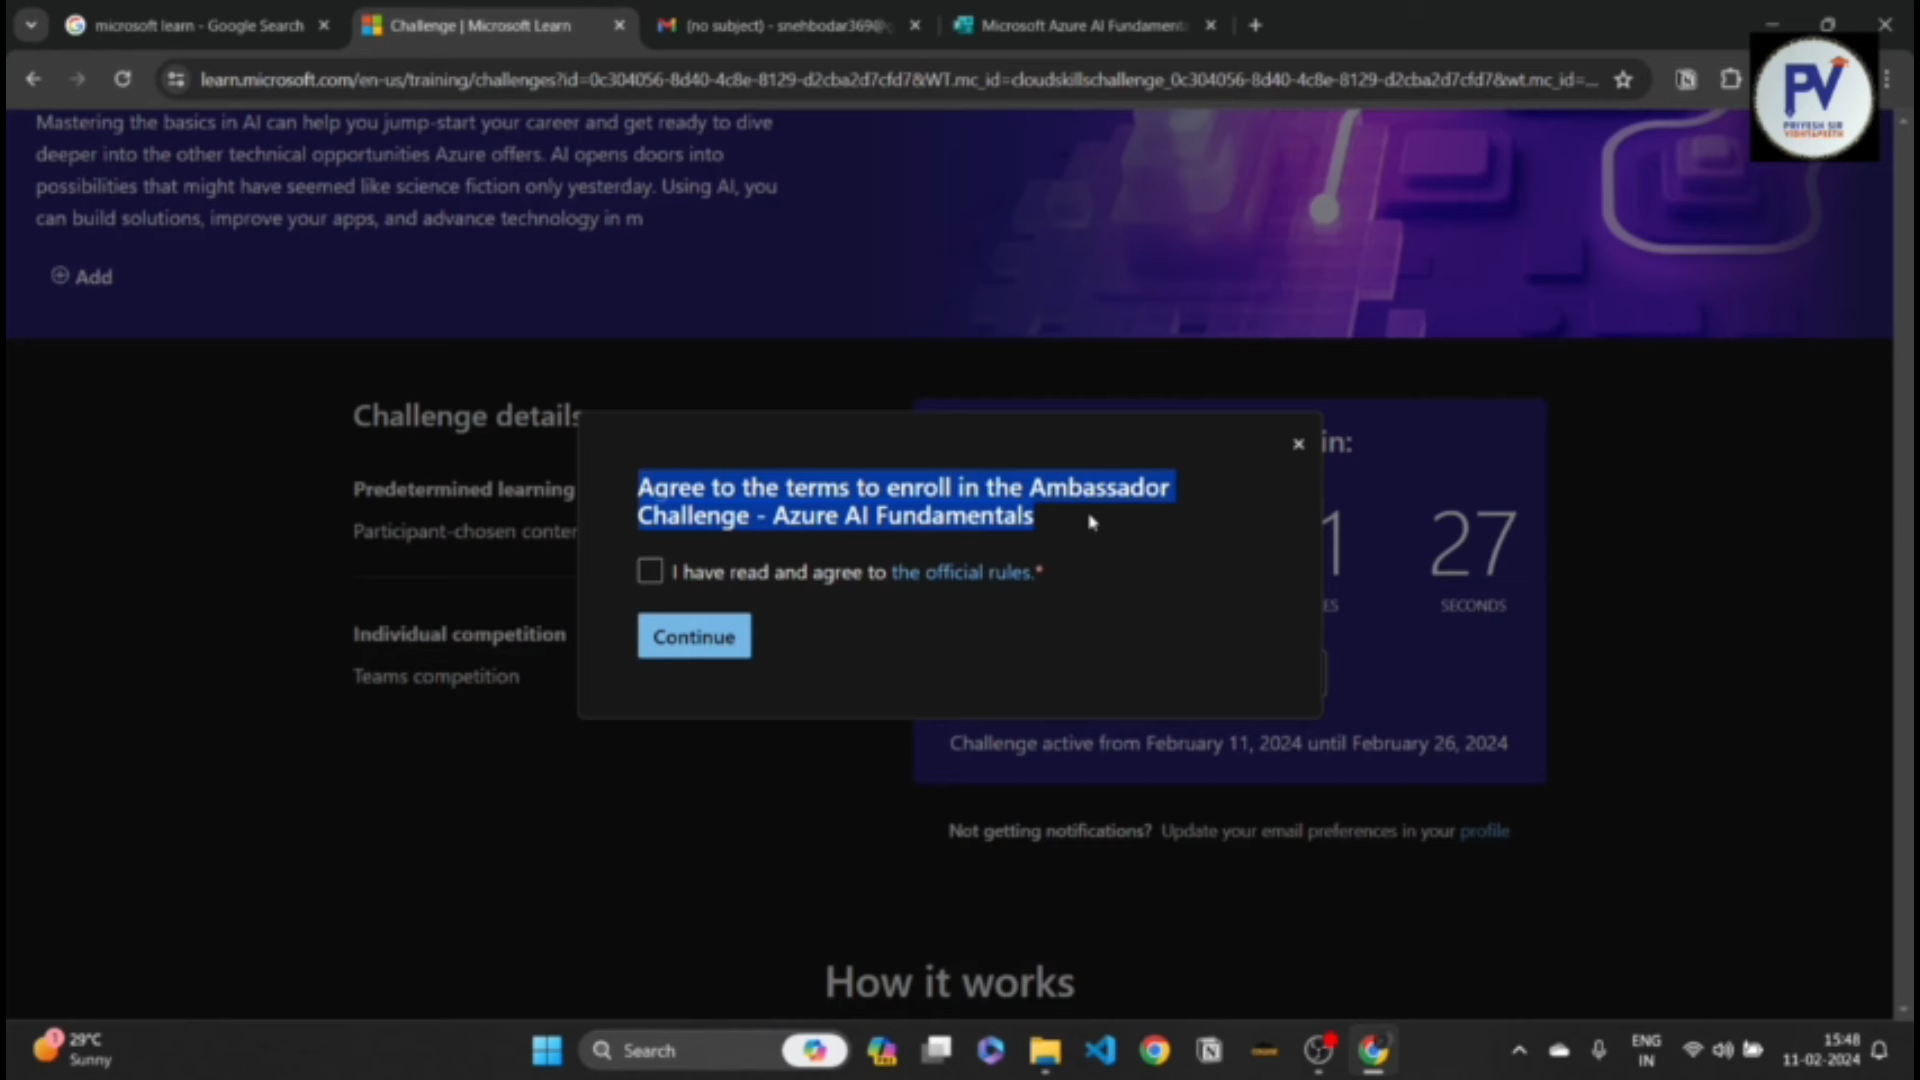 microsoft learn - Google Search
Challenge | Microsoft Learn
(no subject) - snehbodar369@
Microsoft Azure AI Fundament
learn.microsoft.com/en-us/training/challenges?id=0c304056-8d40-4c8e-8129-d2cba2d7cfd7&WT.mc_id=cloudskillschallenge_0c304056-8d40-4c8e-8129-d2cba2d7cfd7&wt.mc_id=...
PV
PRIYESH SIR
VIDHYAPEETH
Mastering the basics in AI can help you jump-start your career and get ready to dive
deeper into the other technical opportunities Azure offers. AI opens doors into
possibilities that might have seemed like science fiction only yesterday. Using AI, you
can build solutions, improve your apps, and advance technology in m
Add
Challenge details
in:
Agree to the terms to enroll in the Ambassador
Challenge - Azure AI Fundamentals
I have read and agree to the official rules.*
Continue
Predetermined learning
Participant-chosen conten
Individual competition
Teams competition
1
27
ES
SECONDS
Challenge active from February 11, 2024 until February 26, 2024
Not getting notifications? Update your email preferences in your profile
How it works
1
29°C
Sunny
Search
ENG
IN
15:48
11-02-2024